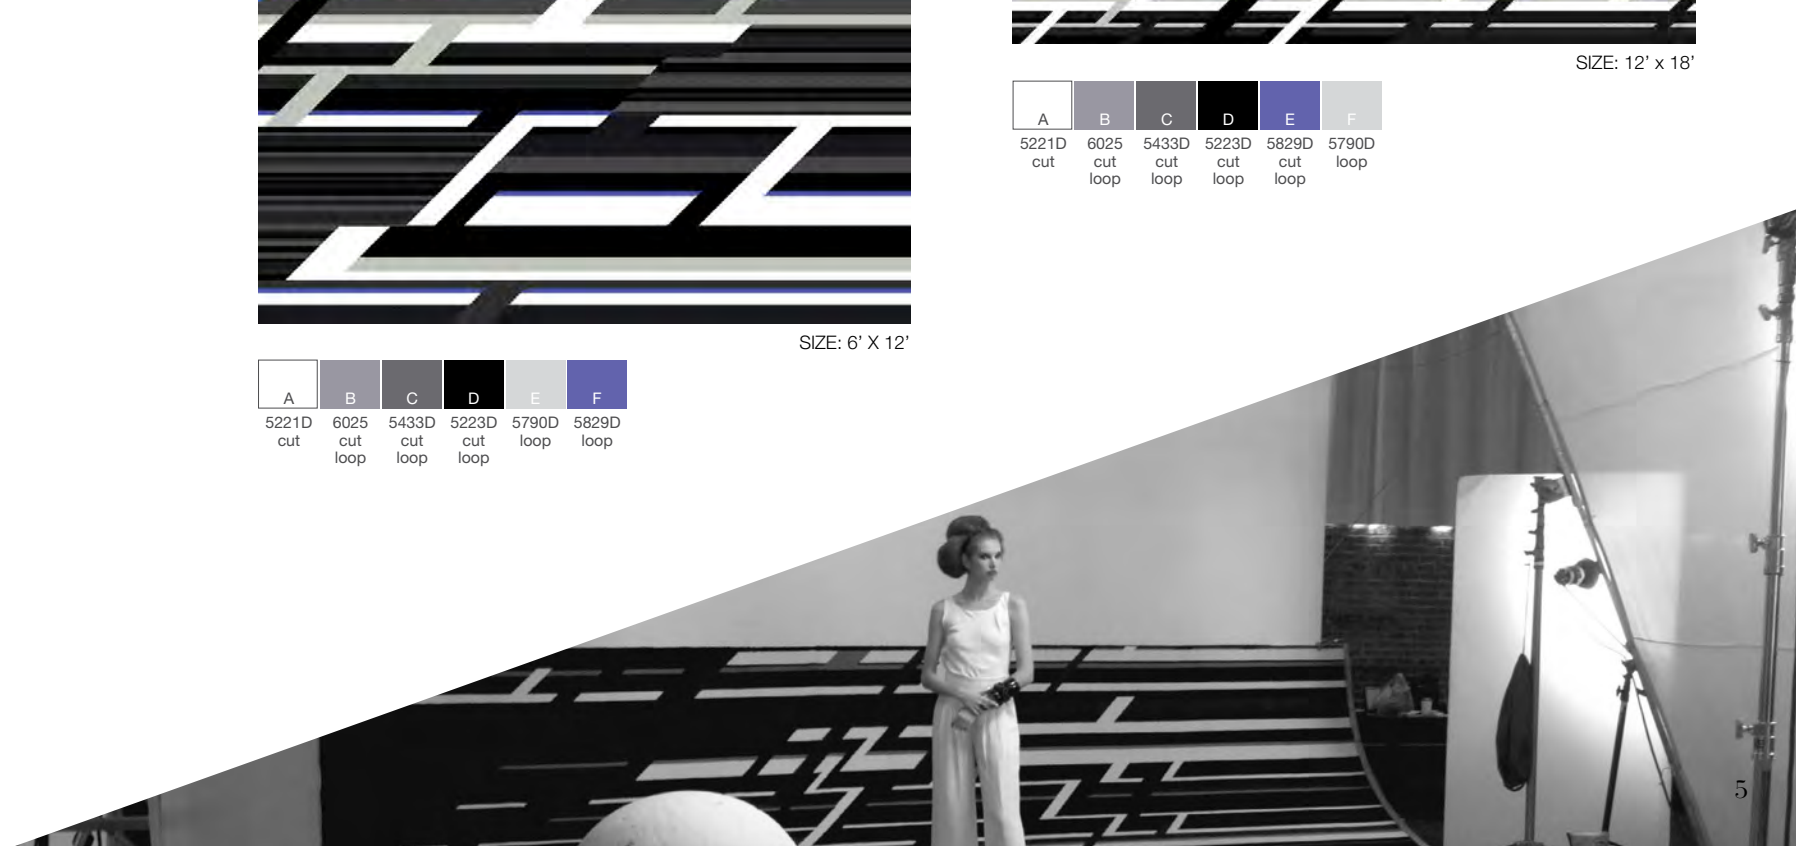 SIZE: 12’ x 18’
A B C D E F
5221D 6025 5433D 5223D 5829D 5790D
cut cut cut cut cut loop
loop loop loop loop
SIZE: 6’ X 12’
A B C D E F
5221D 6025 5433D 5223D 5790D 5829D
cut cut cut cut loop loop
loop loop loop
5